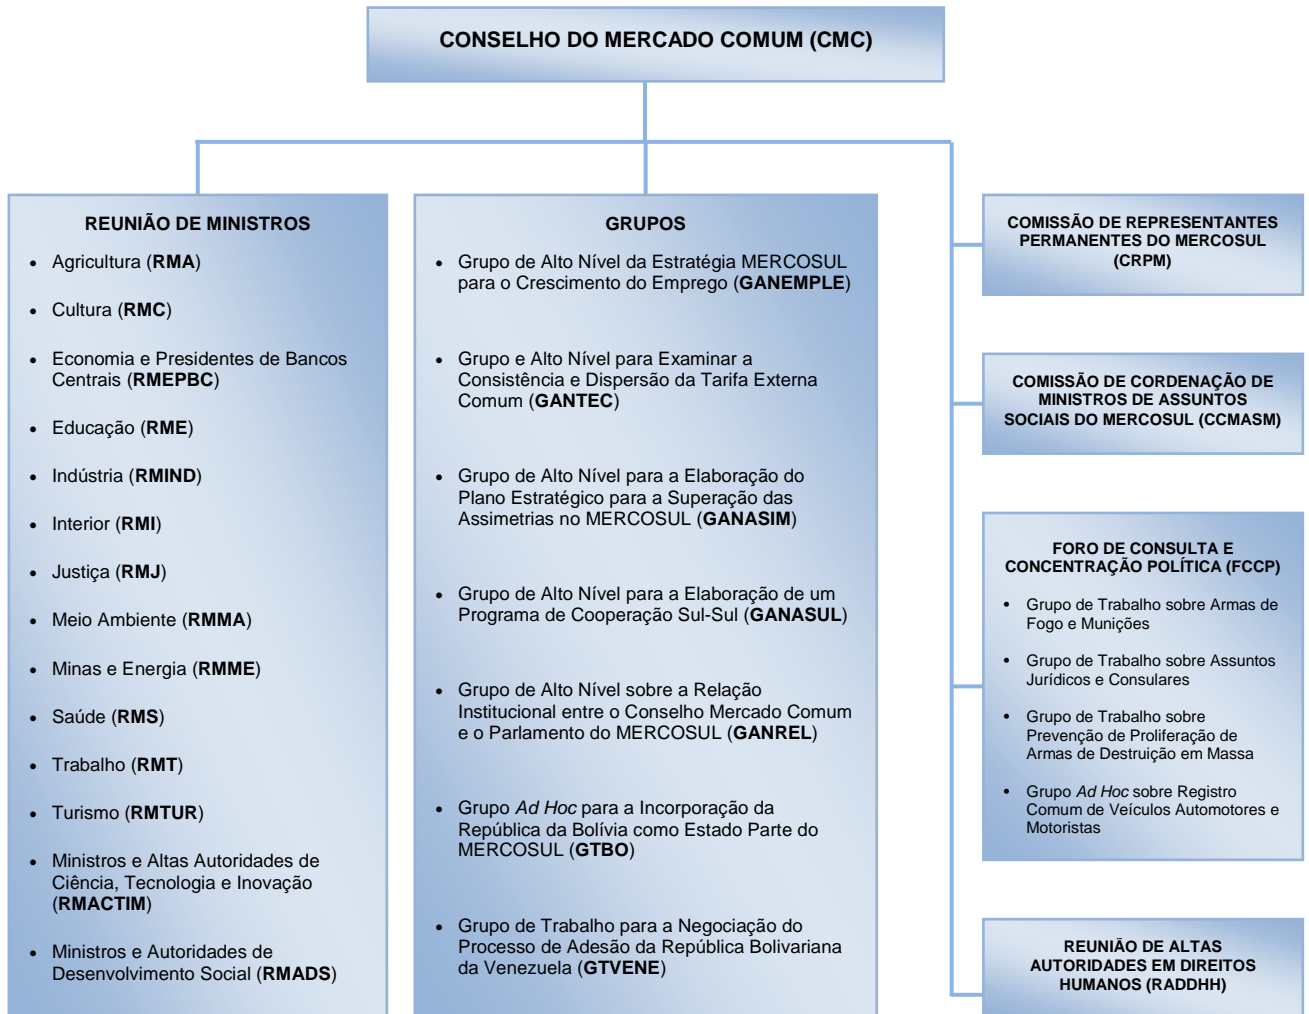 CONSELHO DO MERCADO COMUM (CMC)
REUNIÃO DE MINISTROS
• Agricultura (RMA)
• Cultura (RMC)
• Economia e Presidentes de Bancos
Centrais (RMEPBC)
• Educação (RME)
• Indústria (RMIND)
• Interior (RMI)
• Justiça (RMJ)
• Meio Ambiente (RMMA)
• Minas e Energia (RMME)
• Saúde (RMS)
• Trabalho (RMT)
• Turismo (RMTUR)
• Ministros e Altas Autoridades de
Ciência, Tecnologia e Inovação
(RMACTIM)
• Ministros e Autoridades de
Desenvolvimento Social (RMADS)
GRUPOS
• Grupo de Alto Nível da Estratégia MERCOSUL
para o Crescimento do Emprego (GANEMPLE)
• Grupo e Alto Nível para Examinar a
Consistência e Dispersão da Tarifa Externa
Comum (GANTEC)
• Grupo de Alto Nível para a Elaboração do
Plano Estratégico para a Superação das
Assimetrias no MERCOSUL (GANASIM)
• Grupo de Alto Nível para a Elaboração de um
Programa de Cooperação Sul-Sul (GANASUL)
• Grupo de Alto Nível sobre a Relação
Institucional entre o Conselho Mercado Comum
e o Parlamento do MERCOSUL (GANREL)
• Grupo Ad Hoc para a Incorporação da
República da Bolívia como Estado Parte do
MERCOSUL (GTBO)
• Grupo de Trabalho para a Negociação do
Processo de Adesão da República Bolivariana
da Venezuela (GTVENE)
COMISSÃO DE REPRESENTANTES
PERMANENTES DO MERCOSUL
(CRPM)
COMISSÃO DE CORDENAÇÃO DE
MINISTROS DE ASSUNTOS
SOCIAIS DO MERCOSUL (CCMASM)
FORO DE CONSULTA E
CONCENTRAÇÃO POLÍTICA (FCCP)
• Grupo de Trabalho sobre Armas de
Fogo e Munições
• Grupo de Trabalho sobre Assuntos
Jurídicos e Consulares
• Grupo de Trabalho sobre
Prevenção de Proliferação de
Armas de Destruição em Massa
• Grupo Ad Hoc sobre Registro
Comum de Veículos Automotores e
Motoristas
REUNIÃO DE ALTAS
AUTORIDADES EM DIREITOS
HUMANOS (RADDHH)